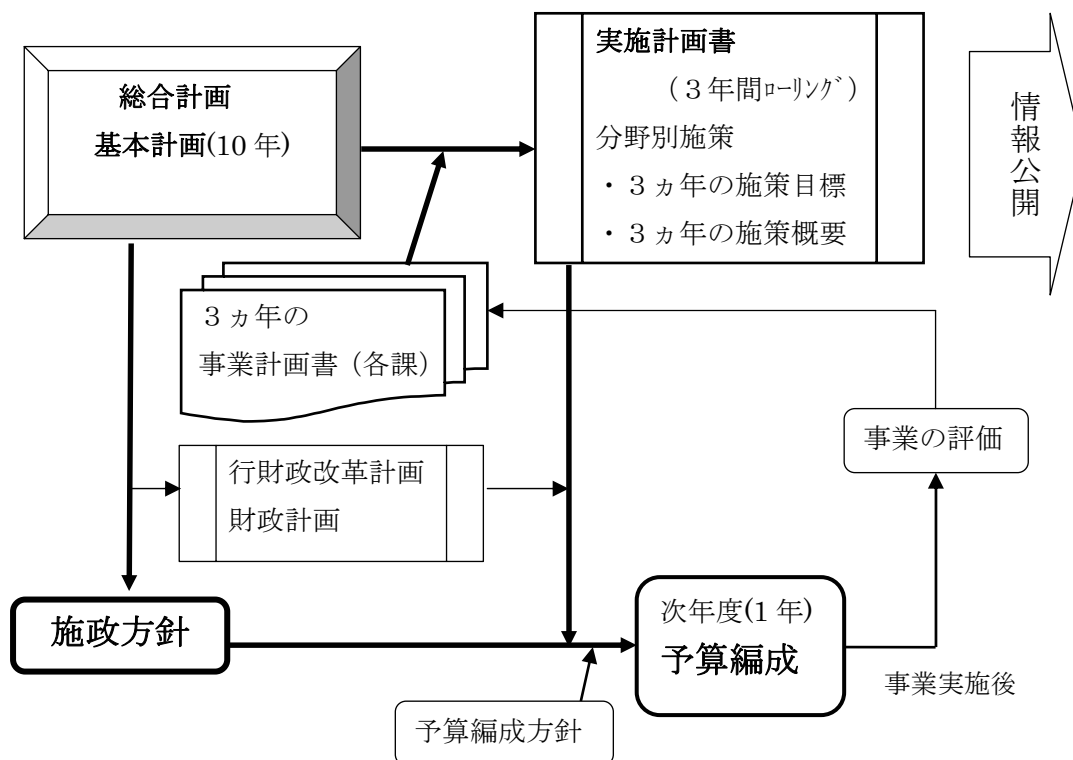 総合計画
基本計画(10年)
実施計画書
(3年間ﾛｰﾘﾝｸﾞ)
分野別施策
・3ヵ年の施策目標
・3ヵ年の施策概要
情報公開
3ヵ年の
事業計画書(各課)
事業の評価
行財政改革計画
財政計画
施政方針
次年度(1年)
予算編成
事業実施後
予算編成方針